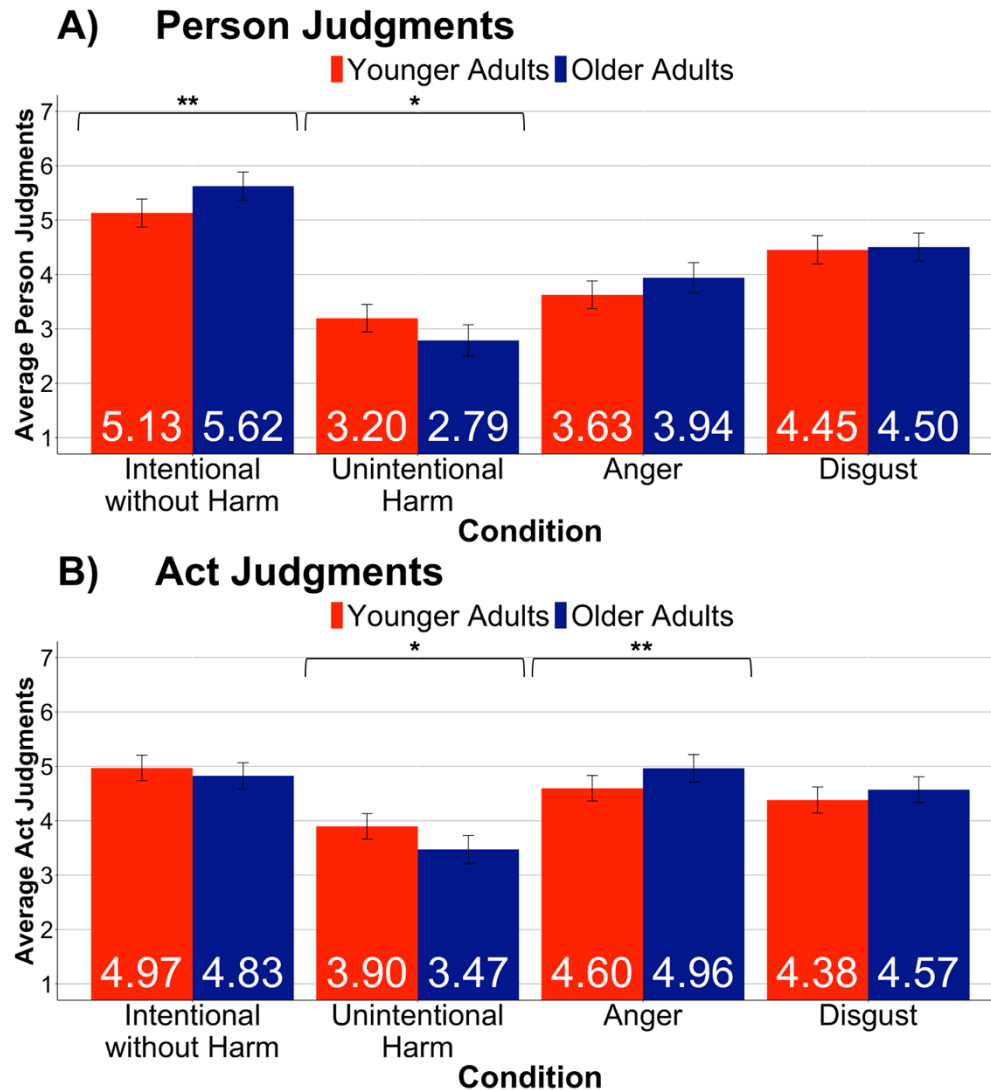 A) Person Judgments
Younger Adults Older Adults
** *
7
6
5
4
3
2
1
Average Person Judgments
5.13 5.62 3.20 2.79 3.63 3.94 4.45 4.50
Intentional Unintentional Anger Disgust
without Harm Harm
Condition
B) Act Judgments
Younger Adults Older Adults
* **
7
6
5
4
3
2
1
Average Act Judgments
4.97 4.83 3.90 3.47 4.60 4.96 4.38 4.57
Intentional Unintentional Anger Disgust
without Harm Harm
Condition